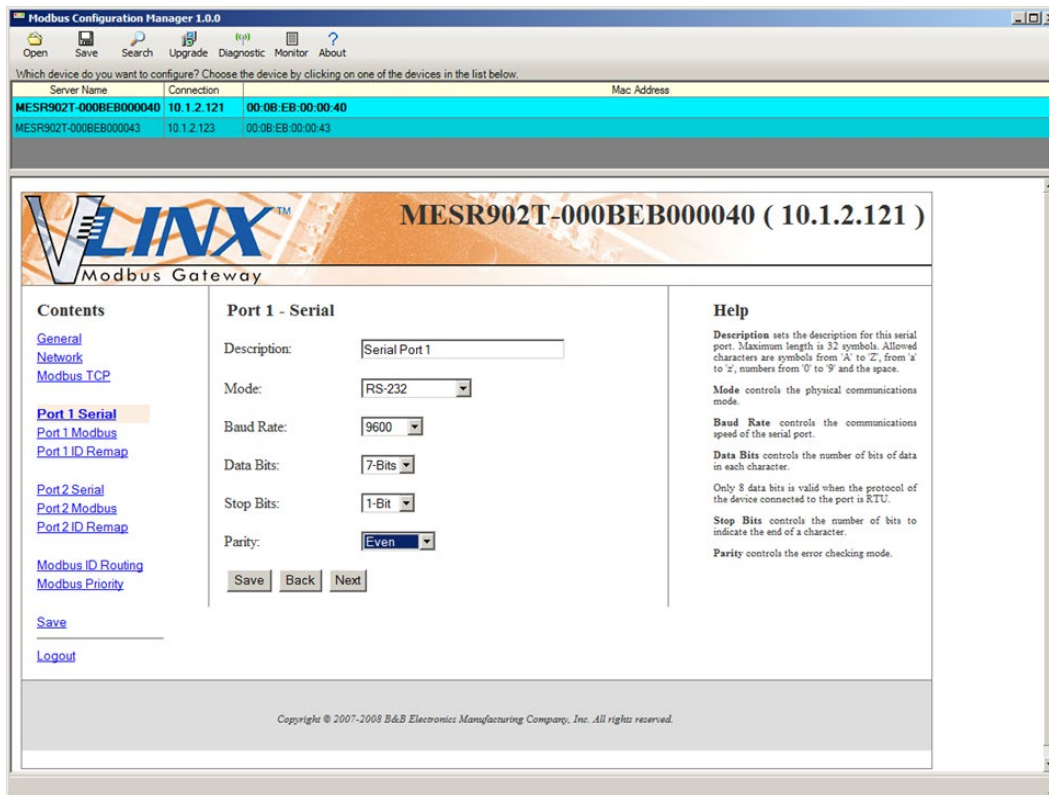 Modbus Configuration Manager 1.0.0
Open Save Search Upgrade Diagnostic Monitor About
Which device do you want to configure? Choose the device by clicking on one of the devices in the list below.
Server Name Connection Mac Address
MESR902T-000BEB000040 10.1.2.121 00:0B:EB:00:00:40
MESR902T-000BEB000043 10.1.2.123 00:0B:EB:00:00:43
VLINX TM
Modbus Gateway
MESR902T-000BEB000040 ( 10.1.2.121 )
Contents
General
Network
Modbus TCP
Port 1 Serial
Port 1 Modbus
Port 1 ID Remap
Port 2 Serial
Port 2 Modbus
Port 2 ID Remap
Modbus ID Routing
Modbus Priority
Save
Logout
Port 1 - Serial
Description: Serial Port 1
Mode: RS-232
Baud Rate: 9600
Data Bits: 7-Bits
Stop Bits: 1-Bit
Parity: Even
Save Back Next
Help
Description sets the description for this serial
port. Maximum length is 32 symbols. Allowed
characters are symbols from 'A' to 'Z', from 'a'
to 'z', numbers from '0' to '9' and the space.
Mode controls the physical communications
mode.
Baud Rate controls the communications
speed of the serial port.
Data Bits controls the number of bits of data
in each character.
Only 8 data bits is valid when the protocol of
the device connected to the port is RTU.
Stop Bits controls the number of bits to
indicate the end of a character.
Parity controls the error checking mode.
Copyright © 2007-2008 B&B Electronics Manufacturing Company, Inc. All rights reserved.